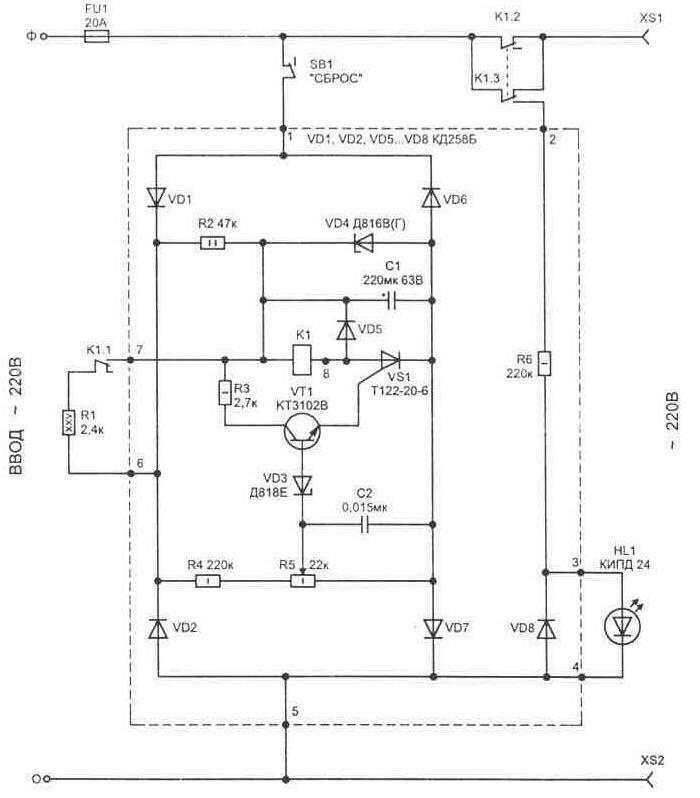 FU1
20А
Ф
K1.2
XS1
SB1
"СБРОС"
K1.3
1
VD1, VD2, VD5...VD8 КД258Б
2
VD1
VD6
R2 47к
VD4 Д816В(Г)
C1
220мк 63В
VD5
K1.1
7
K1
8
VS1
Т122-20-6
R3
2,7к
VT1
КТ3102В
R6
220к
ВВОД ~ 220В
~ 220В
R1
2,4к
XXV
6
VD3
Д818Е
C2
0,015мк
R4 220к
R5
22к
3
HL1
КИПД 24
VD2
VD7
VD8
4
5
О
XS2